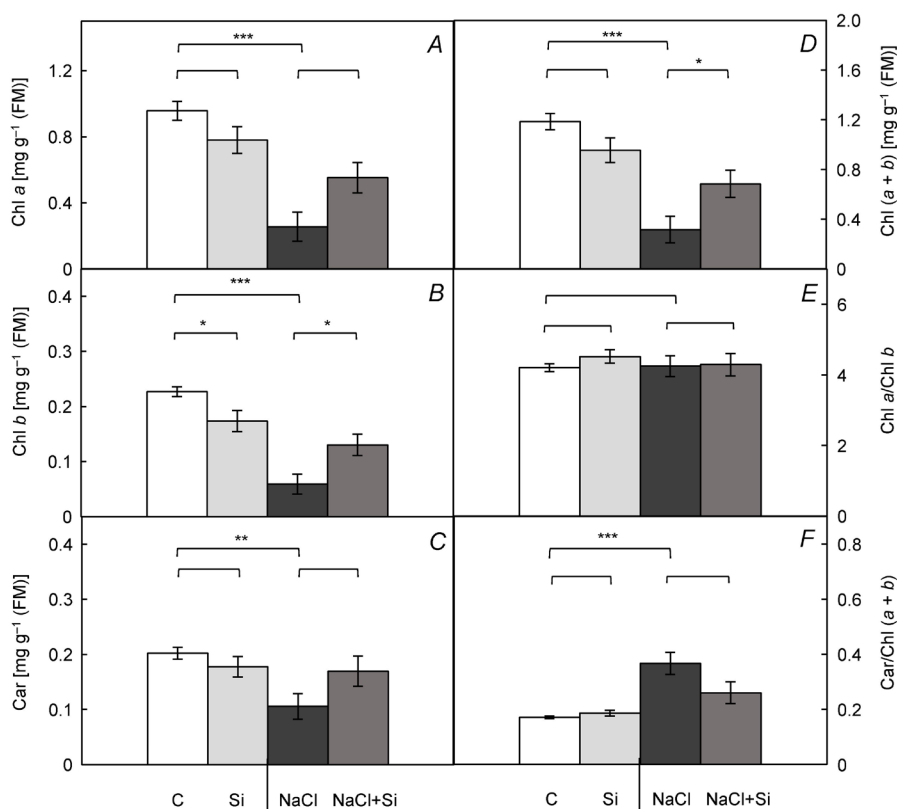 A
***
1.2
0.8
0.4
0
Chl a [mg g⁻¹ (FM)]
D
***
*
2.0
1.6
1.2
0.8
0.4
0
Chl (a + b) [mg g⁻¹ (FM)]
B
***
*
*
0.4
0.3
0.2
0.1
0
Chl b [mg g⁻¹ (FM)]
E
6
4
2
0
Chl a/Chl b
C
**
0.4
0.3
0.2
0.1
0
Car [mg g⁻¹ (FM)]
F
***
0.8
0.6
0.4
0.2
0
Car/Chl (a + b)
C Si NaCl NaCl+Si
C Si NaCl NaCl+Si